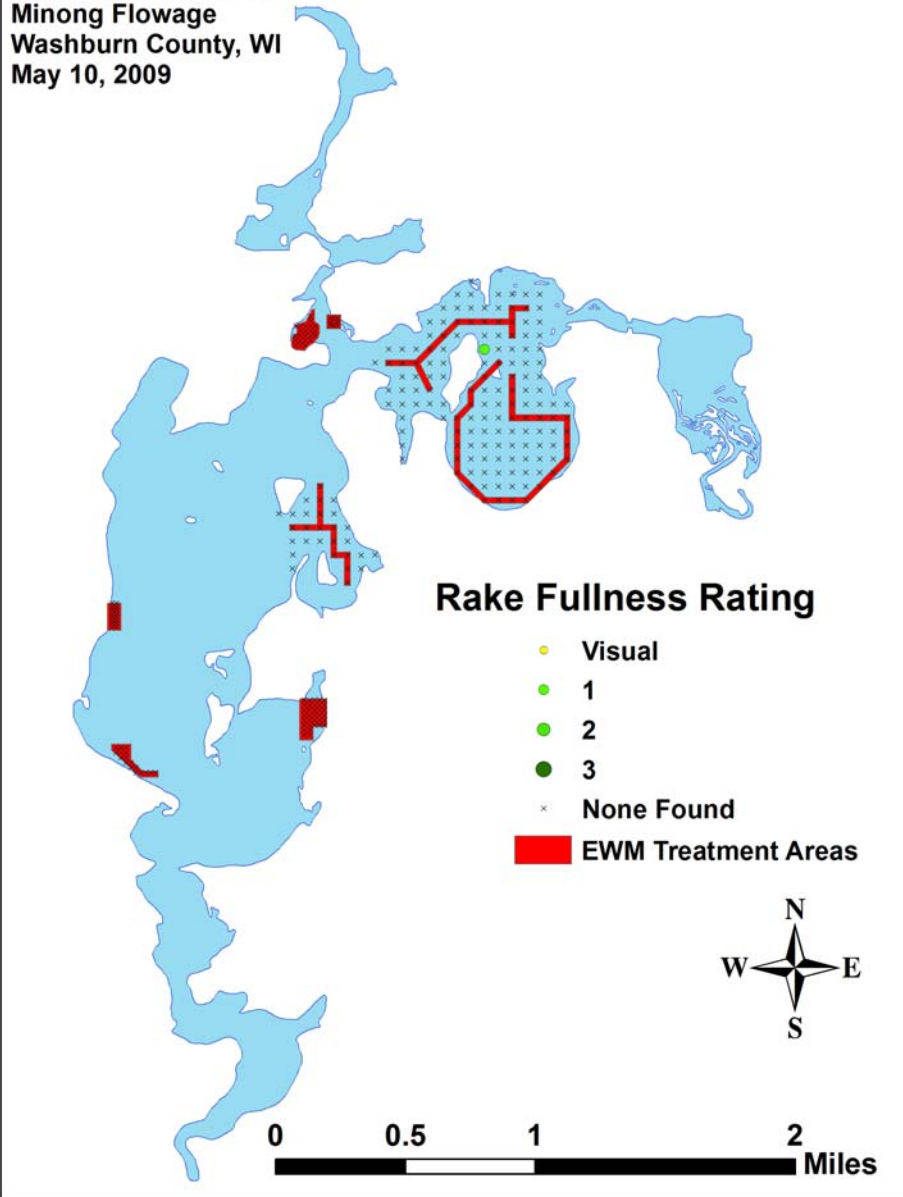 Minong Flowage
Washburn County, WI
May 10, 2009
Rake Fullness Rating
Visual
1
2
3
None Found
EWM Treatment Areas
N
W E
S
0 0.5 1 2
Miles